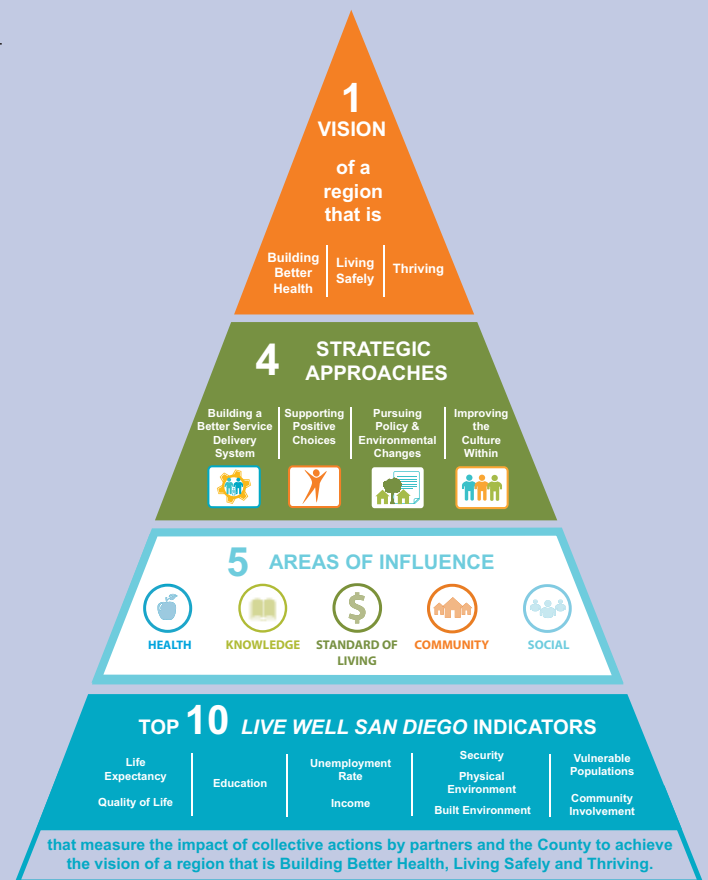 1
VISION
of a
region
that is
Building
Better
Health
Living
Safely
Thriving
4
STRATEGIC
APPROACHES
Building a
Better Service
Delivery
System
Supporting
Positive
Choices
Pursuing
Policy &
Environmental
Changes
Improving
the
Culture
Within
5 AREAS OF INFLUENCE
HEALTH
KNOWLEDGE
STANDARD OF
LIVING
COMMUNITY
SOCIAL
TOP 10 LIVE WELL SAN DIEGO INDICATORS
Life
Expectancy
Quality of Life
Education
Unemployment
Rate
Income
Security
Physical
Environment
Built Environment
Vulnerable
Populations
Community
Involvement
that measure the impact of collective actions by partners and the County to achieve
the vision of a region that is Building Better Health, Living Safely and Thriving.